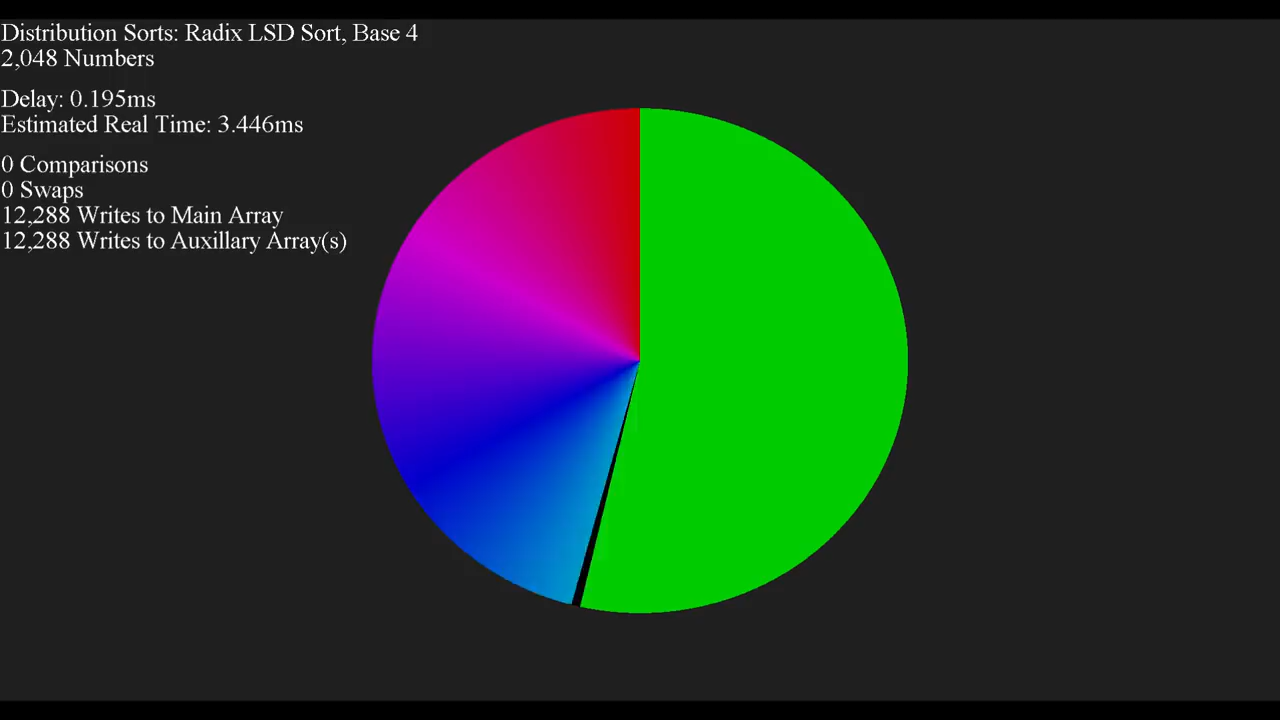 Distribution Sorts: Radix LSD Sort, Base 4
2,048 Numbers
Delay: 0.195ms
Estimated Real Time: 3.446ms
0 Comparisons
0 Swaps
12,288 Writes to Main Array
12,288 Writes to Auxillary Array(s)